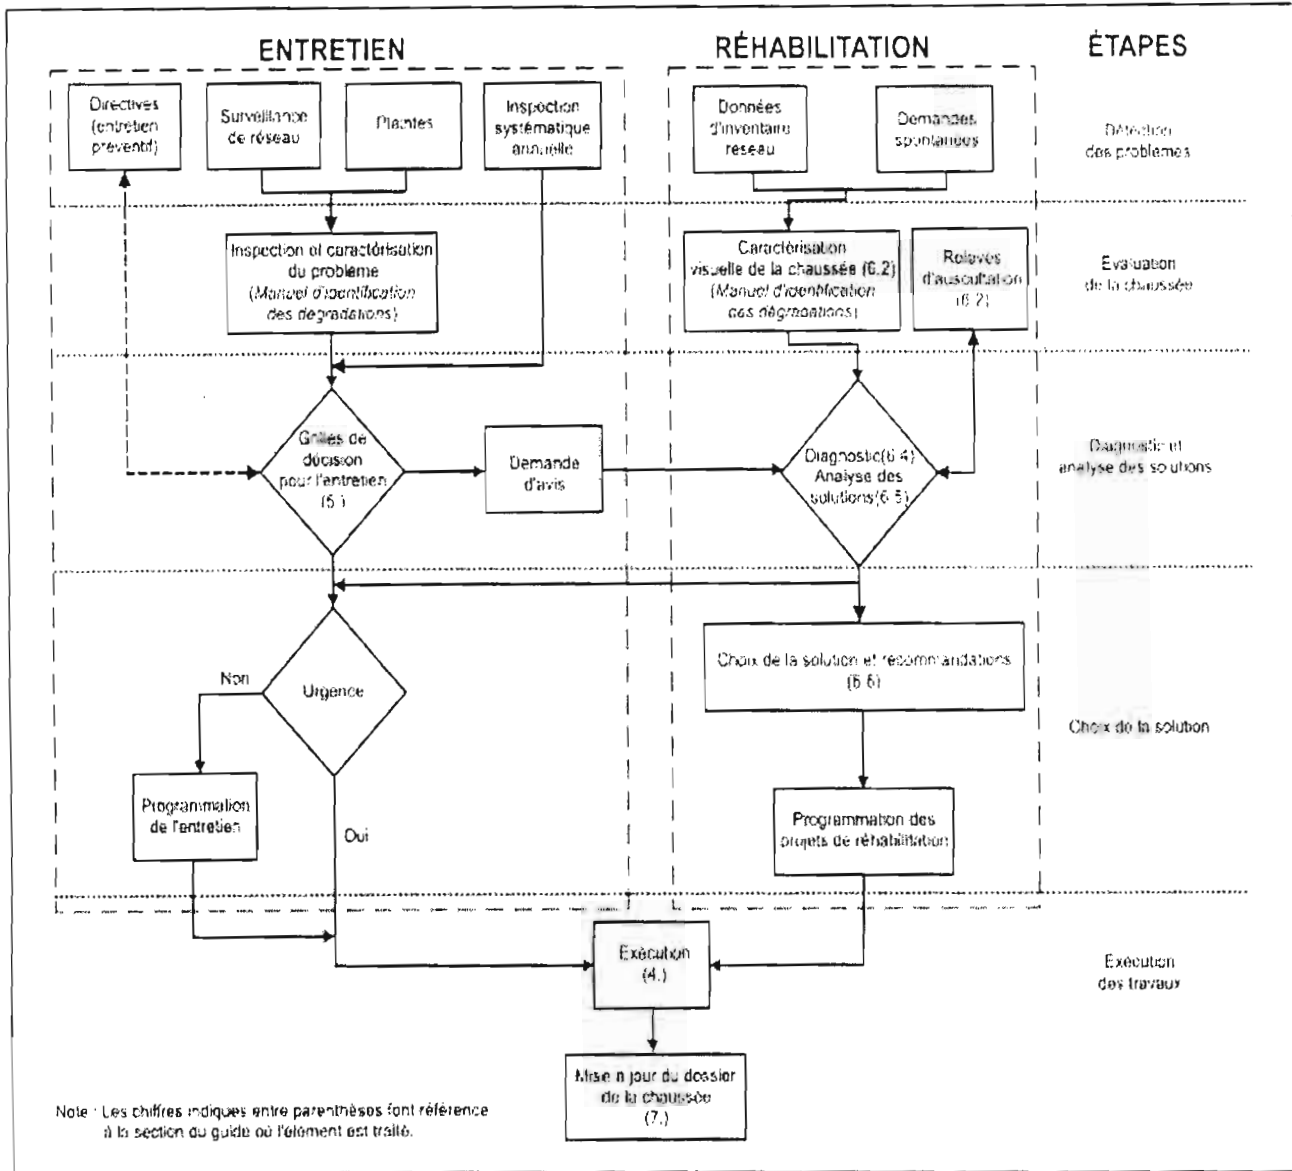 ENTRETIEN
RÉHABILITATION
ÉTAPES
Directives
(entretien
préventif)
Surveillance
de réseau
Plaintes
Inspection
systématique
annuelle
Données
d'inventaire
réseau
Demandes
spontanées
Détection
des problèmes
Inspection et caractérisation
du problème
(Manuel d'identification
des dégradations)
Caractérisation
visuelle de la chaussée (6.2)
(Manuel d'identification
des dégradations)
Relevés
d'auscultation
(6.2)
Évaluation
de la chaussée
Grilles de
décision
pour l'entretien
(5.)
Demande
d'avis
Diagnostic(6.4)
Analyse des
solutions(6.5)
Diagnostic et
analyse des solutions
Urgence
Non
Oui
Programmation
de l'entretien
Choix de la solution et recommandations
(6.6)
Programmation des
projets de réhabilitation
Choix de la solution
Exécution
(4.)
Exécution
des travaux
Mise à jour du dossier
de la chaussée
(7.)
Note : Les chiffres indiqués entre parenthèses font référence
à la section du guide où l'élément est traité.